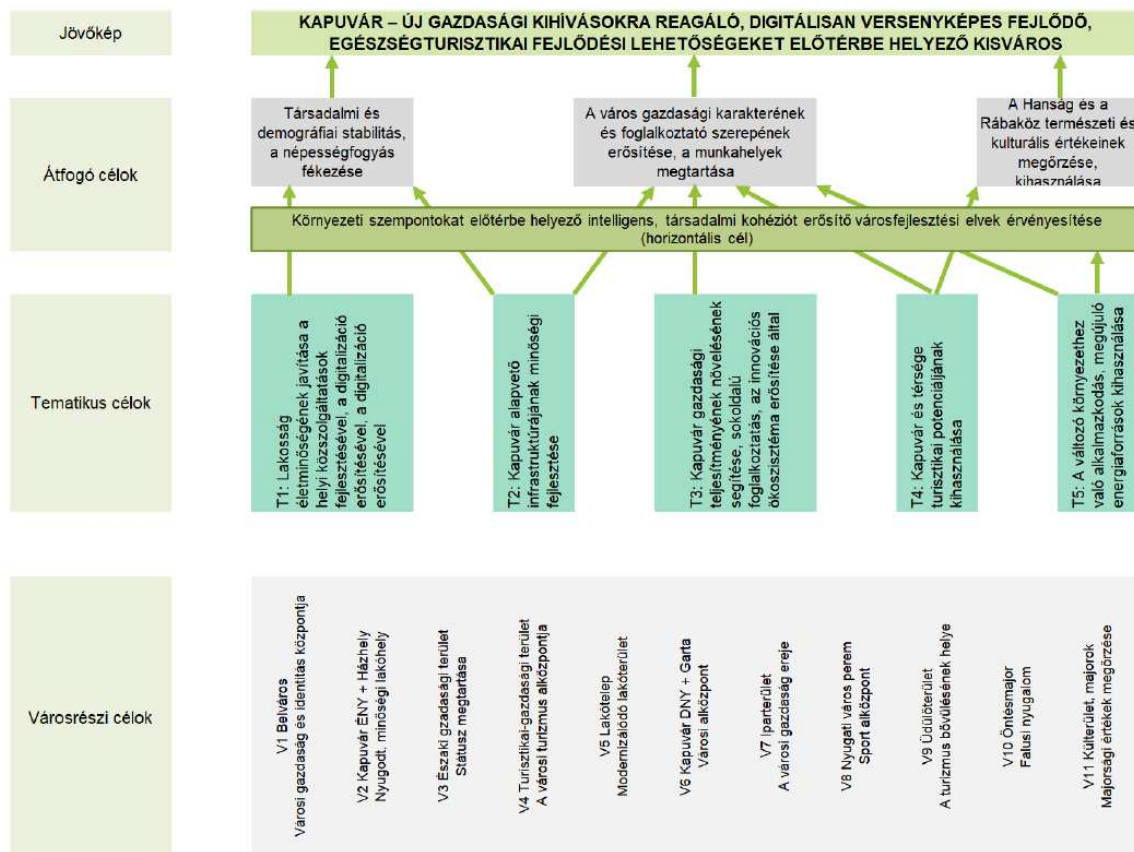 Jövőkép
KAPUVÁR – ÚJ GAZDASÁGI KIHÍVÁSOKRA REAGÁLÓ, DIGITÁLISAN VERSENYKÉPES FEJLŐDŐ,
EGÉSZSÉGTURISZTIKAI FEJLŐDÉSI LEHETŐSÉGEKET ELŐTÉRBE HELYEZŐ KISVÁROS
Átfogó célok
Társadalmi és
demográfiai stabilitás,
a népességfogyás
fékezése
A város gazdasági karakterének
és foglalkoztató szerepének
erősítése, a munkahelyek
megtartása
A Hanság és a
Rábaköz természeti és
kulturális értékeinek
megőrzése,
kihasználása
Környezeti szempontokat előtérbe helyező intelligens, társadalmi kohéziót erősítő városfejlesztési elvek érvényesítése
(horizontális cél)
Tematikus célok
T1: Lakosság
életminőségének javítása a
helyi közszolgáltatások
fejlesztésével, a digitalizáció
erősítésével, a digitalizáció
erősítésével
T2: Kapuvár alapvető
infrastruktúrájának minőségi
fejlesztése
T3: Kapuvár gazdasági
teljesítményének növelésének
segítése, sokoldalú
foglalkoztatás, az innovációs
ökoszisztéma erősítése által
T4: Kapuvár és térsége
turisztikai potenciáljának
kihasználása
T5: A változó környezethez
való alkalmazkodás, megújuló
energiaforrások kihasználása
Városrészi célok
V1 Belváros
Városi gazdaság és identitás központja
V2 Kapuvár ÉNY + Házhely
Nyugodt, minőségi lakóhely
V3 Északi gzadasági terület
Státusz megtartása
V4 Turisztikai-gazdasági terület
A városi turizmus alközpontja
V5 Lakótelep
Modernizálódó lakóterület
V6 Kapuvár DNY + Garta
Városi alközpont
V7 Iparterület
A városi gazdaság ereje
V8 Nyugati város perem
Sport alközpont
V9 Üdülőterület
A turizmus bővülésének helye
V10 Öntésmajor
Falusi nyugalom
V11 Külterület, majorok
Majorsági értékek megőrzése